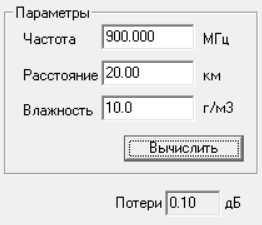 Параметры
Частота 900.000 МГц
Расстояние 20.00 км
Влажность 10.0 г/м3
Вычислить
Потери 0.10 дБ